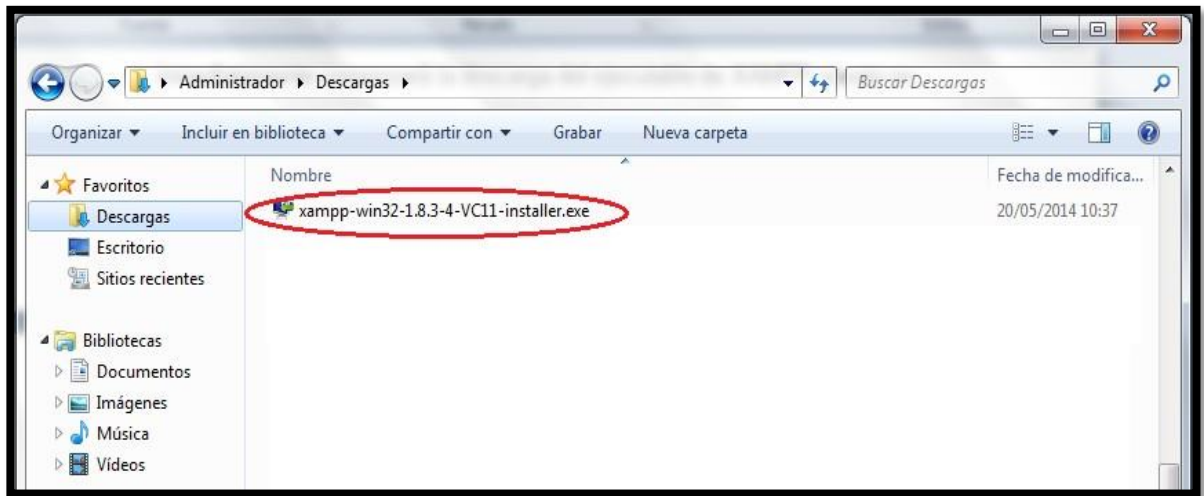 Administrador Descargas
Buscar Descargas
Organizar Incluir en biblioteca Compartir con Grabar Nueva carpeta
Favoritos
Descargas
Escritorio
Sitios recientes
Bibliotecas
Documentos
Imágenes
Música
Vídeos
Nombre Fecha de modifica...
xampp-win32-1.8.3-4-VC11-installer.exe 20/05/2014 10:37